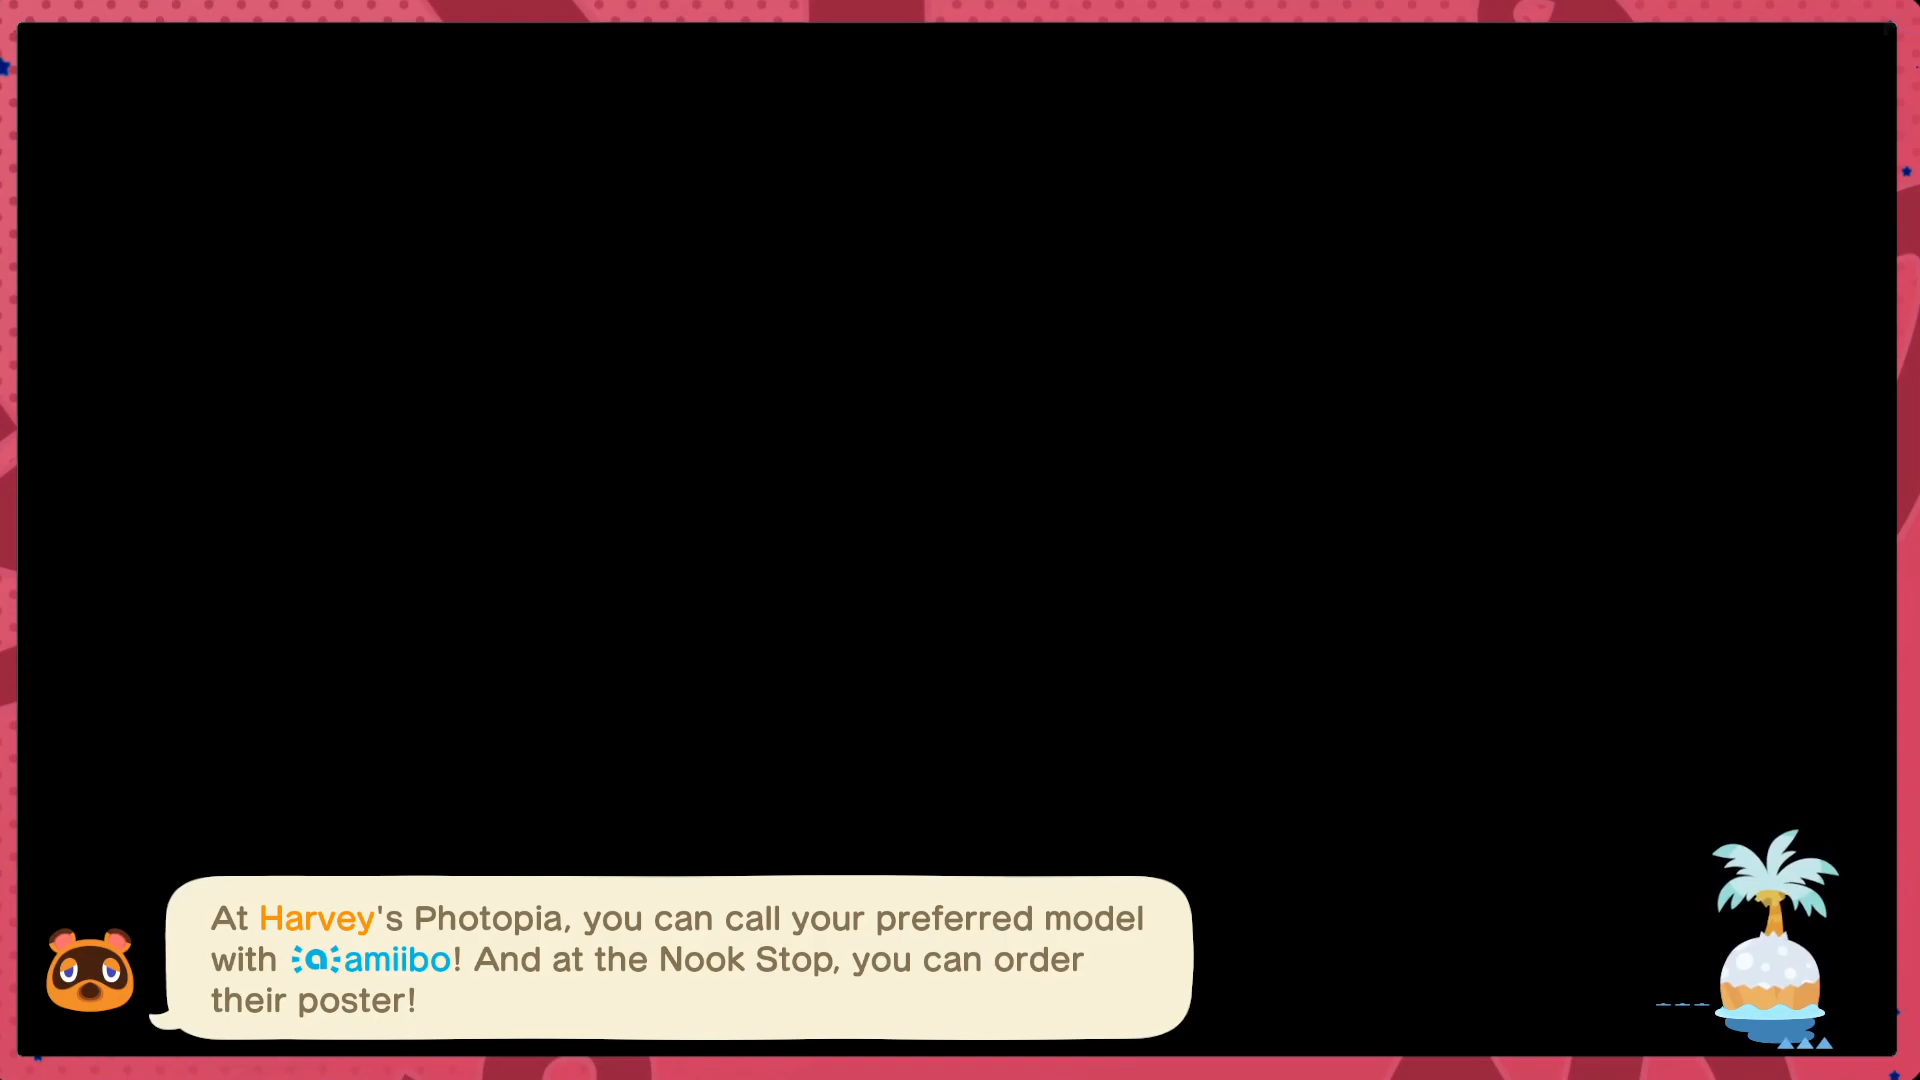 At Harvey's Photopia, you can call your preferred model
with amiibo! And at the Nook Stop, you can order
their poster!